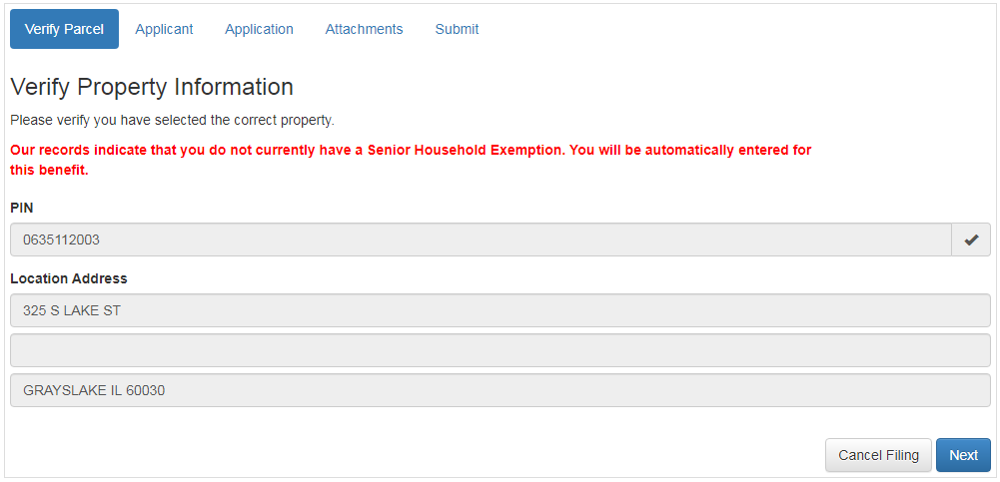 Verify Parcel Applicant Application Attachments Submit
Verify Property Information
Please verify you have selected the correct property.
Our records indicate that you do not currently have a Senior Household Exemption. You will be automatically entered for
this benefit.
PIN
0635112003
Location Address
325 S LAKE ST
GRAYSLAKE IL 60030
Cancel Filing Next